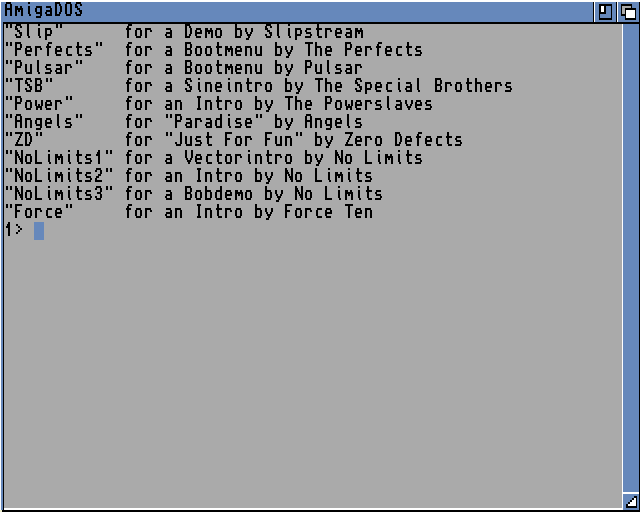 AmigaDOS
"Slip"      for a Demo by Slipstream
"Perfects"  for a Bootmenu by The Perfects
"Pulsar"    for a Bootmenu by Pulsar
"TSB"       for a Sineintro by The Special Brothers
"Power"     for an Intro by The Powerslaves
"Angels"    for "Paradise" by Angels
"ZD"        for "Just For Fun" by Zero Defects
"NoLimits1" for a Vectorintro by No Limits
"NoLimits2" for an Intro by No Limits
"NoLimits3" for a Bobdemo by No Limits
"Force"     for an Intro by Force Ten
1>